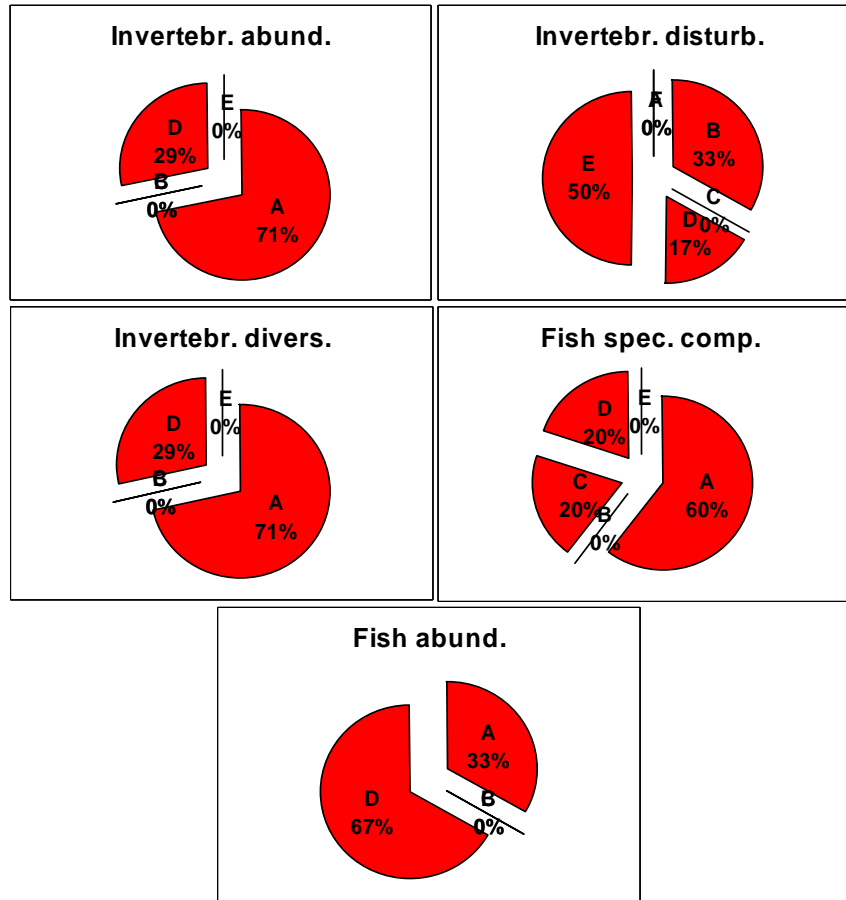 Invertebr. abund.
E
0%
D
29%
B
0%
A
71%
Invertebr. disturb.
A
0%
B
33%
E
50%
C
0%
D
17%
Invertebr. divers.
E
0%
D
29%
B
0%
A
71%
Fish spec. comp.
E
0%
D
20%
C
20%
A
60%
B
0%
Fish abund.
A
33%
B
0%
D
67%